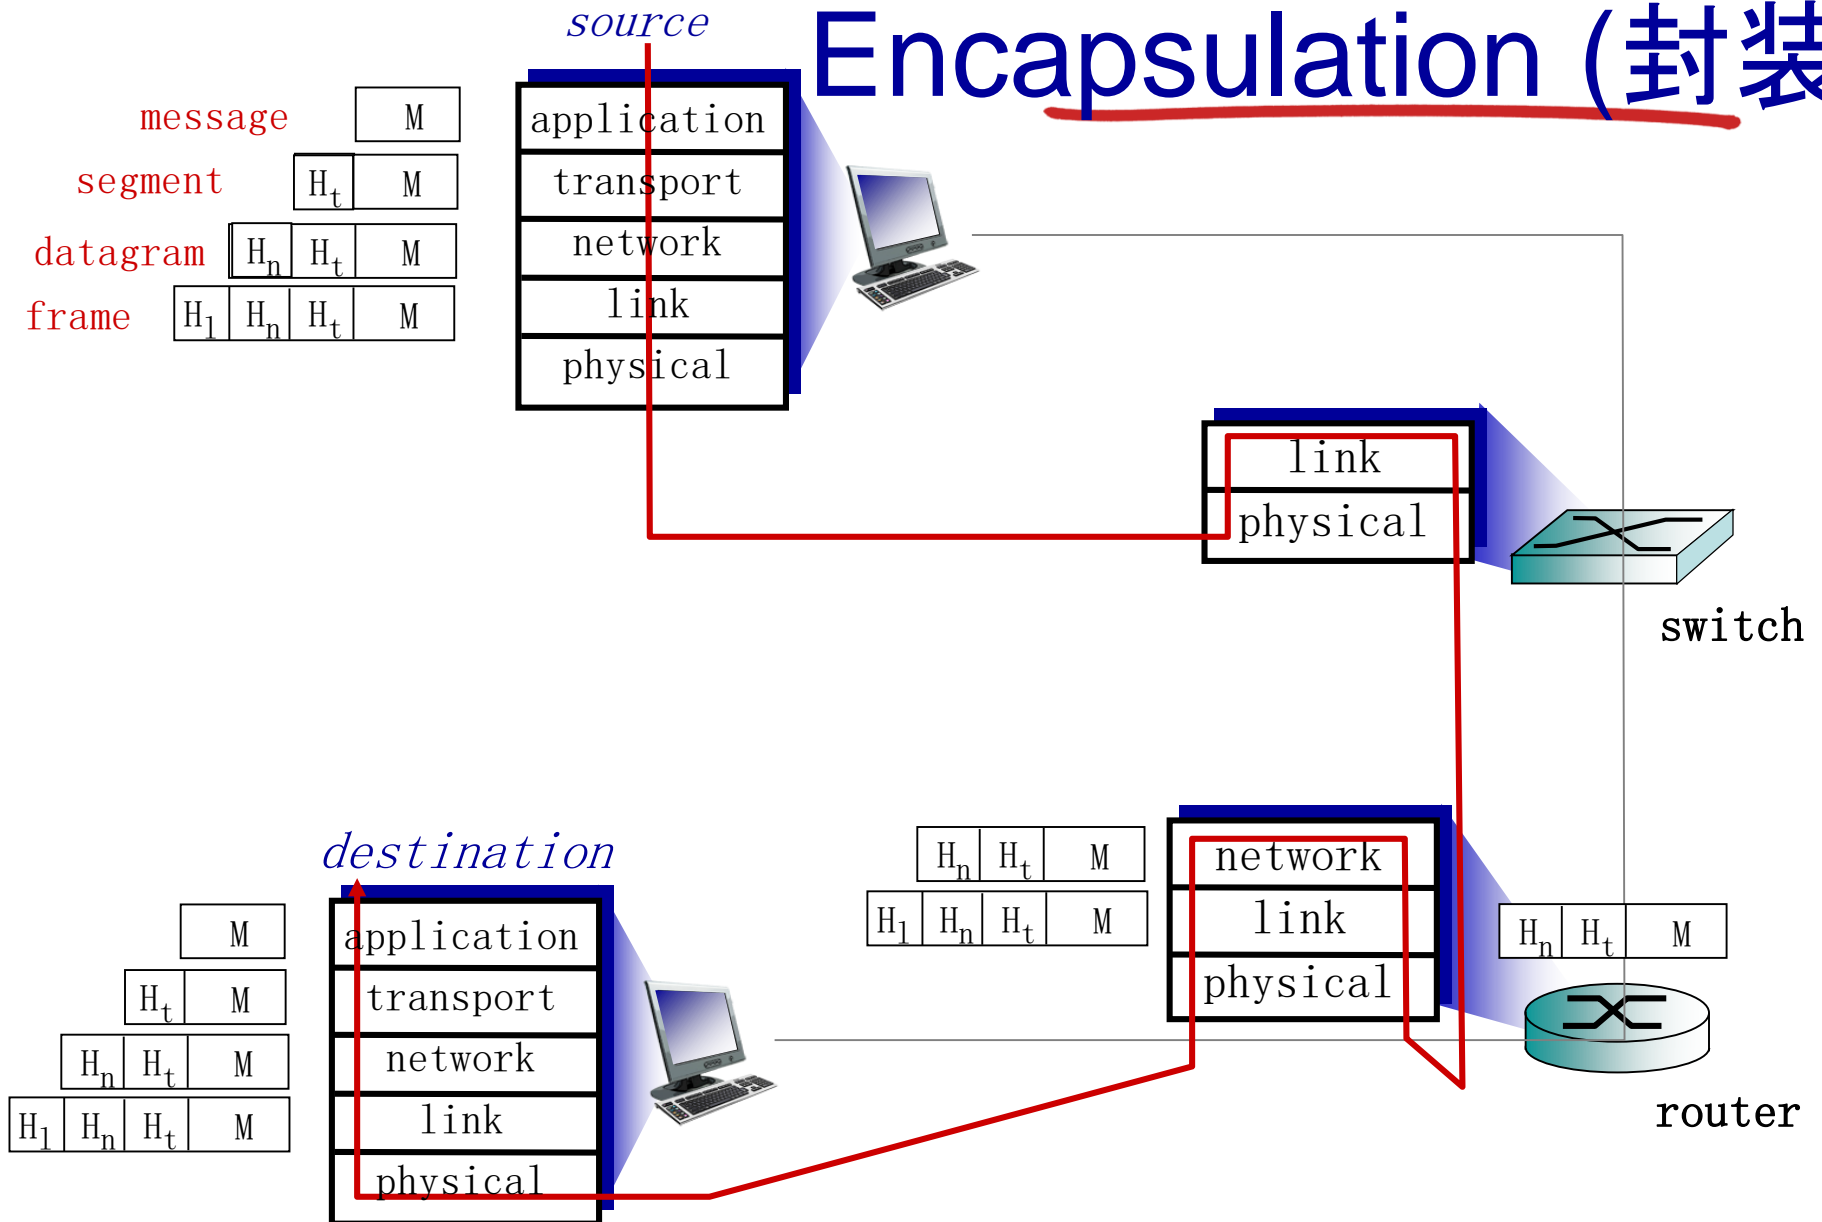 source
Encapsulation (封装
message M
segment Ht M
datagram Hn Ht M
frame Hl Hn Ht M
application
transport
network
link
physical
link
physical
switch
destination
M
Ht M
Hn Ht M
Hl Hn Ht M
application
transport
network
link
physical
Hn Ht M
Hl Hn Ht M
network
link
physical
Hn Ht M
router